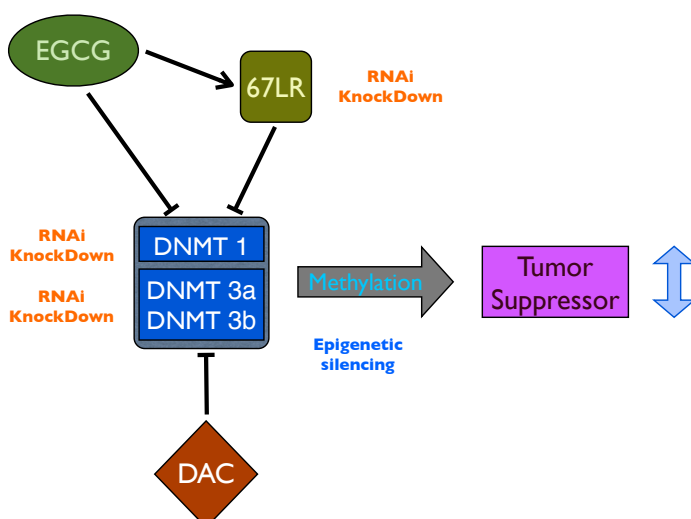 EGCG
67LR
RNAi
KnockDown
RNAi
KnockDown
DNMT 1
RNAi
KnockDown
DNMT 3a
DNMT 3b
Methylation
Tumor
Suppressor
Epigenetic
silencing
DAC